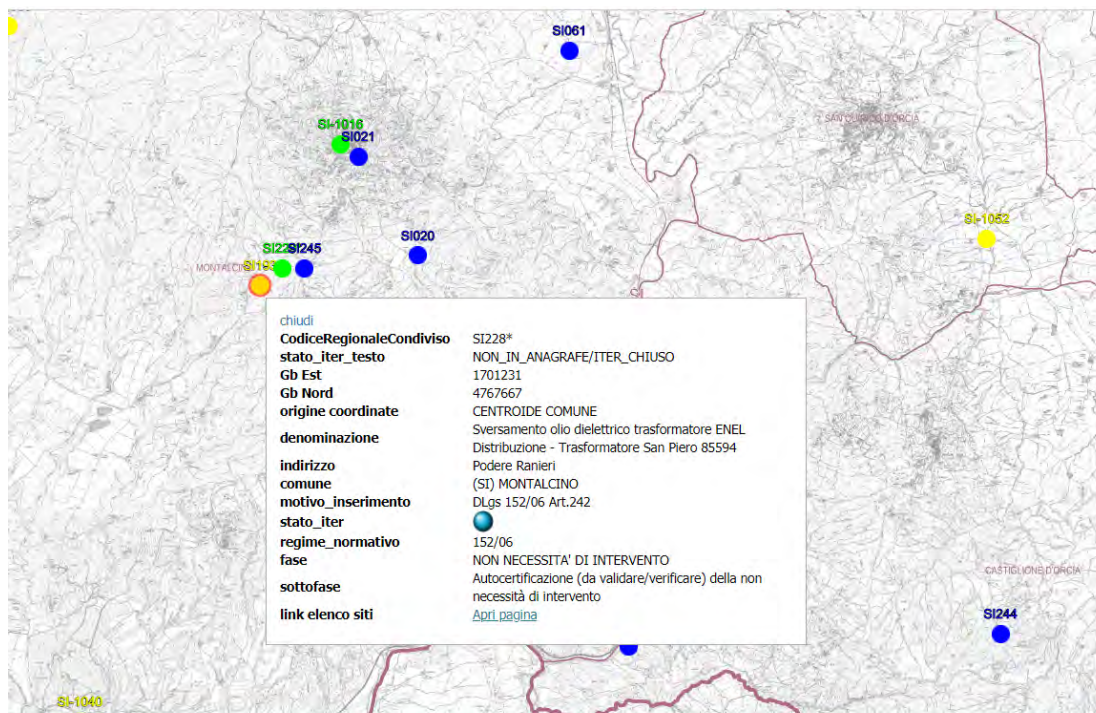 SI061
SAN QUIRICO D'ORCIA
SI-1016
SI021
SI-1052
SI020
SI245
chiudi
CodiceRegionaleCondiviso SI228*
stato_iter_testo NON_IN_ANAGRAFE/ITER_CHIUSO
Gb Est 1701231
Gb Nord 4767667
origine coordinate CENTROIDE COMUNE
denominazione Sversamento olio dielettrico trasformatore ENEL
Distribuzione - Trasformatore San Piero 85594
indirizzo Podere Ranieri
comune (SI) MONTALCINO
motivo_inserimento DLgs 152/06 Art.242
stato_iter
regime_normativo 152/06
fase NON NECESSITA' DI INTERVENTO
sottofase Autocertificazione (da validare/verificare) della non
necessità di intervento
link elenco siti Apri pagina
CASTIGLIONE D'ORCIA
SI244
SI-1040